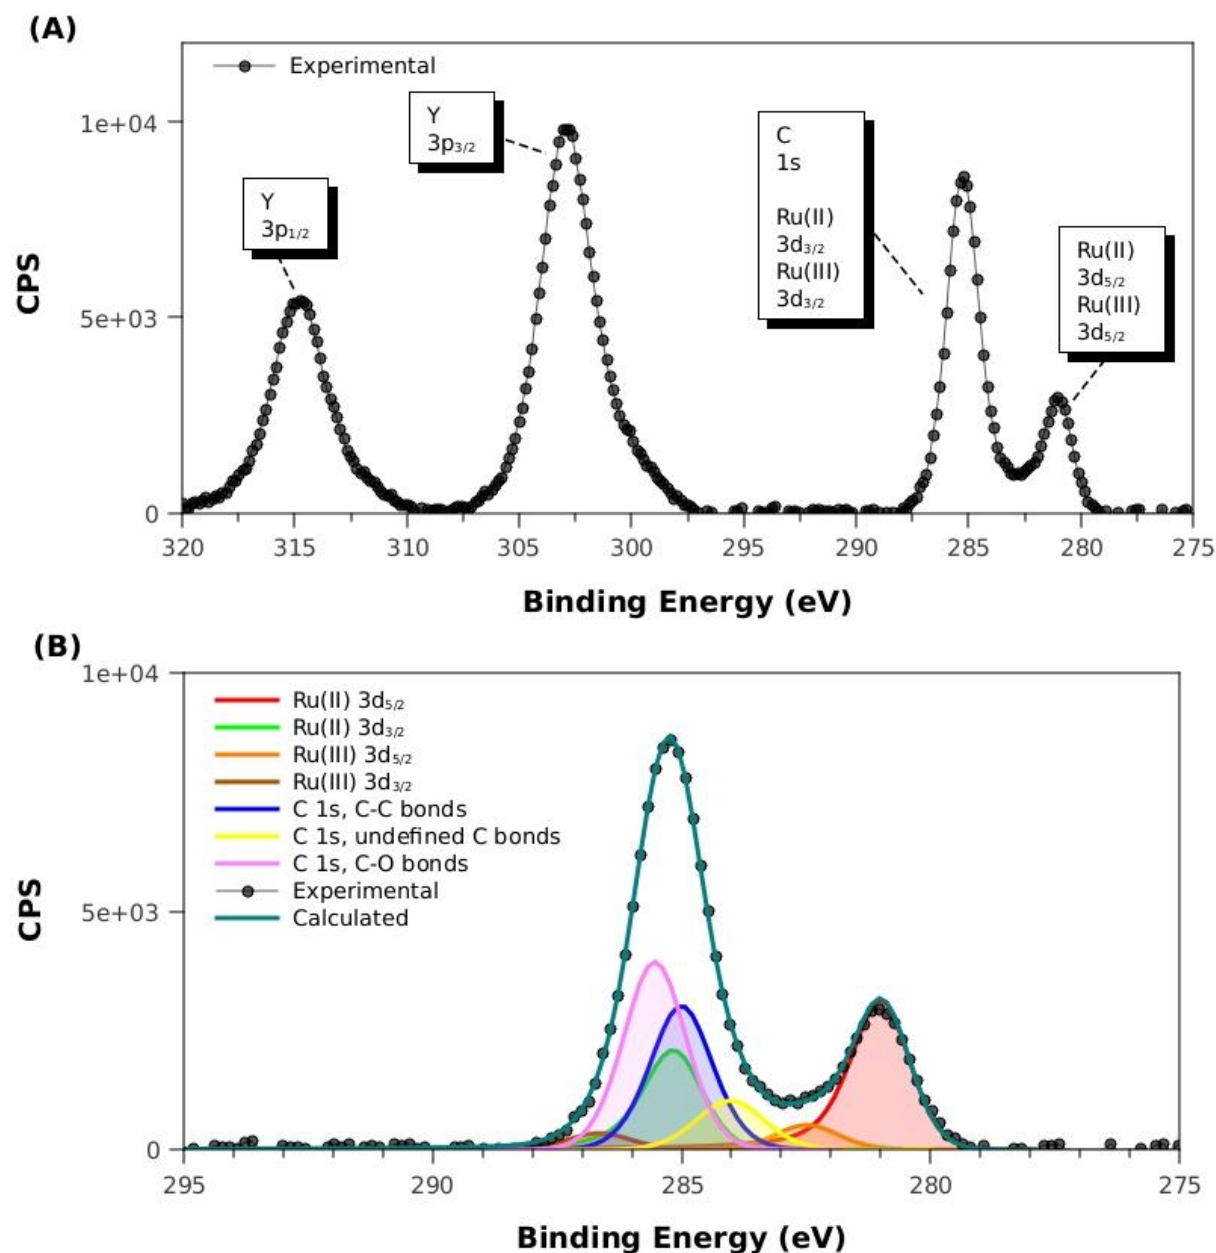 (A)
Experimental
Y
3p1/2
Y
3p3/2
C
1s
Ru(II)
3d3/2
Ru(III)
3d3/2
Ru(II)
3d5/2
Ru(III)
3d5/2
CPS
1e+04
5e+03
0
320 315 310 305 300 295 290 285 280 275
Binding Energy (eV)
(B)
1e+04
5e+03
0
CPS
Ru(II) 3d5/2
Ru(II) 3d3/2
Ru(III) 3d5/2
Ru(III) 3d3/2
C 1s, C-C bonds
C 1s, undefined C bonds
C 1s, C-O bonds
Experimental
Calculated
295 290 285 280 275
Binding Energy (eV)